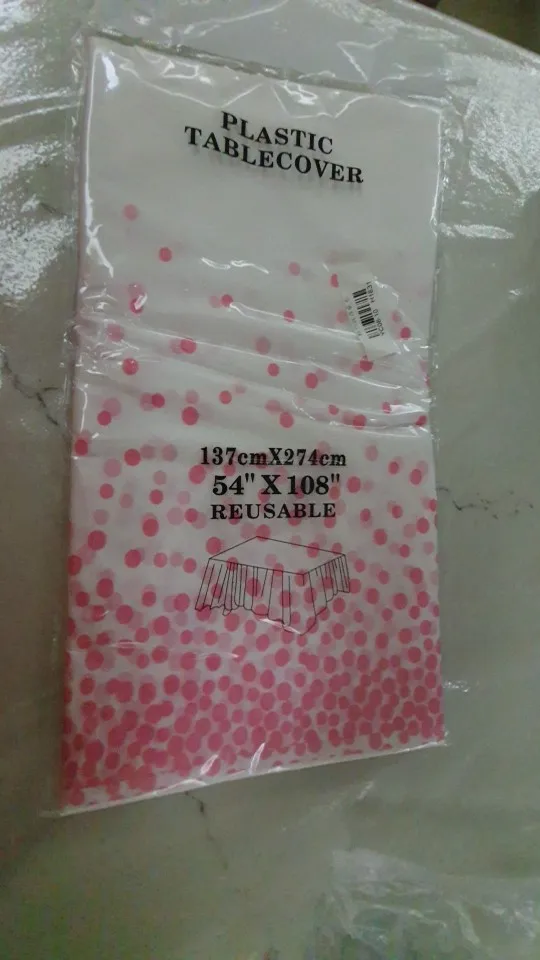 PLASTIC
TABLECOVER
137cmX274cm
54" X 108"
REUSABLE